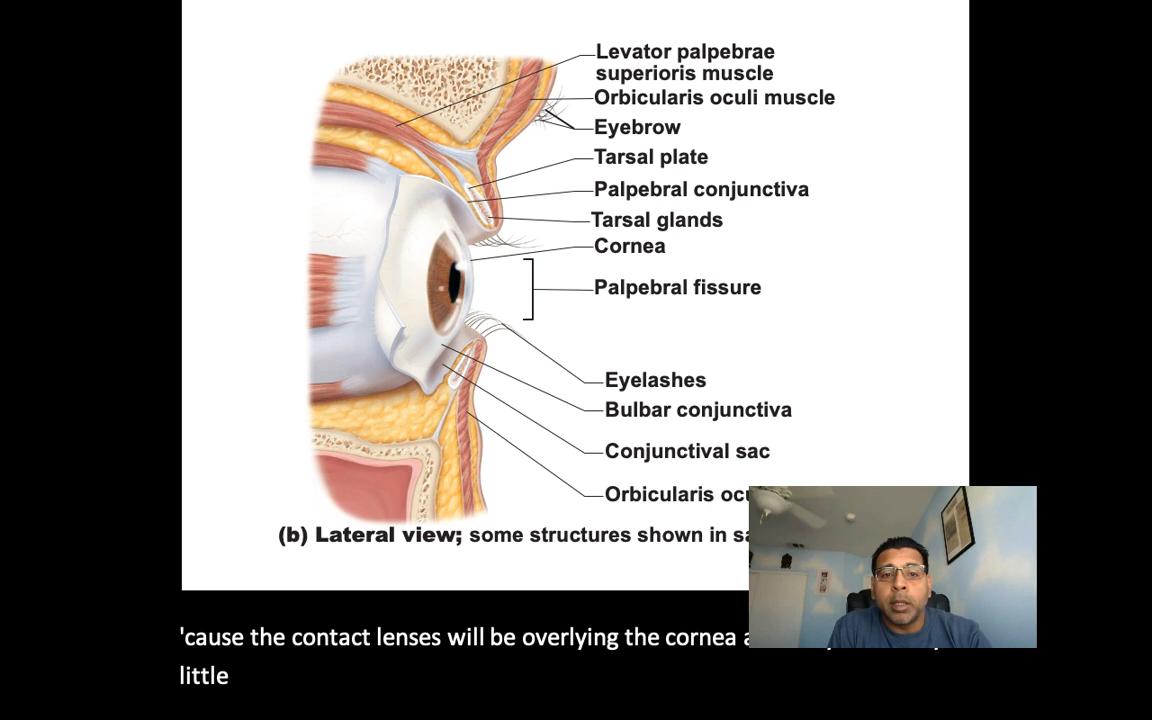 Levator palpebrae
superioris muscle
Orbicularis oculi muscle
Eyebrow
Tarsal plate
Palpebral conjunctiva
Tarsal glands
Cornea
Palpebral fissure
Eyelashes
Bulbar conjunctiva
Conjunctival sac
Orbicularis
(b) Lateral view; some structures shown in
'cause the contact lenses will be overlying the cornea
little